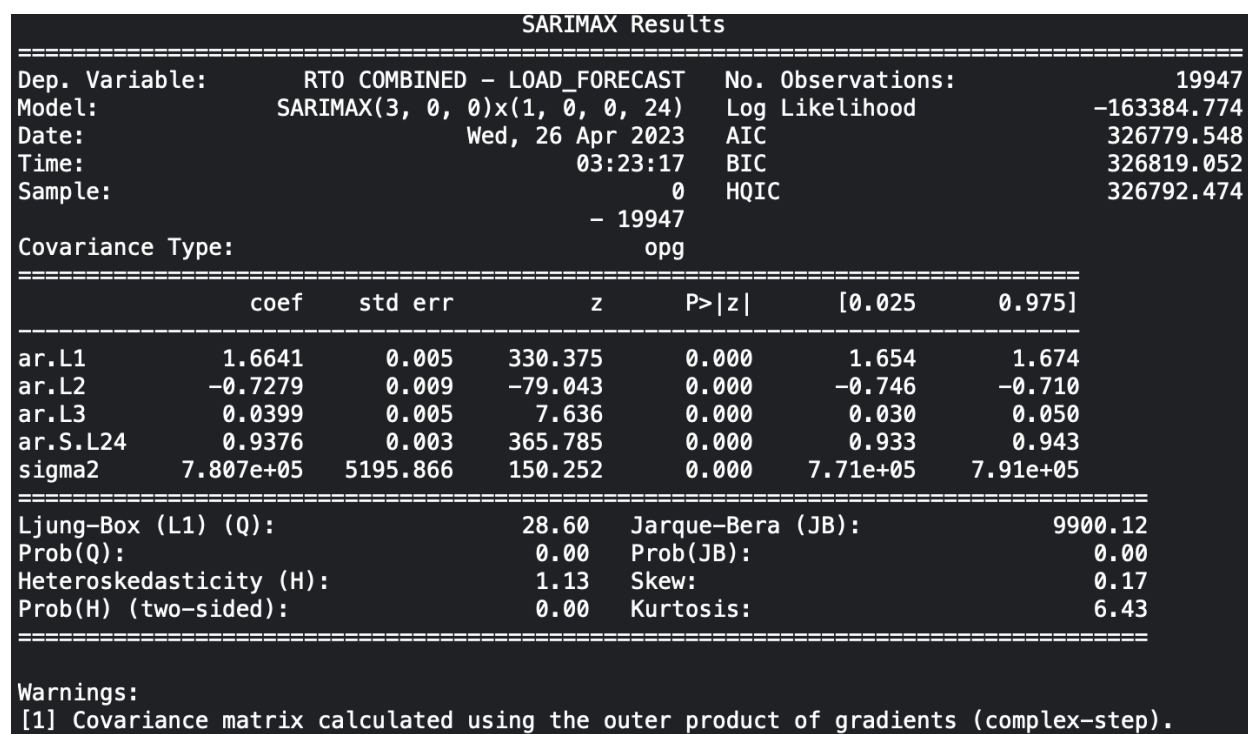 SARIMAX Results
==========================================================================================
Dep. Variable: RTO COMBINED - LOAD_FORECAST No. Observations: 19947
Model: SARIMAX(3, 0, 0)x(1, 0, 0, 24) Log Likelihood -163384.774
Date: Wed, 26 Apr 2023 AIC 326779.548
Time: 03:23:17 BIC 326819.052
Sample: 0 HQIC 326792.474
- 19947
Covariance Type: opg
==============================================================================
coef std err z P>|z| [0.025 0.975]
------------------------------------------------------------------------------
ar.L1 1.6641 0.005 330.375 0.000 1.654 1.674
ar.L2 -0.7279 0.009 -79.043 0.000 -0.746 -0.710
ar.L3 0.0399 0.005 7.636 0.000 0.030 0.050
ar.S.L24 0.9376 0.003 365.785 0.000 0.933 0.943
sigma2 7.807e+05 5195.866 150.252 0.000 7.71e+05 7.91e+05
===================================================================================
Ljung-Box (L1) (Q): 28.60 Jarque-Bera (JB): 9900.12
Prob(Q): 0.00 Prob(JB): 0.00
Heteroskedasticity (H): 1.13 Skew: 0.17
Prob(H) (two-sided): 0.00 Kurtosis: 6.43
===================================================================================
Warnings:
[1] Covariance matrix calculated using the outer product of gradients (complex-step).